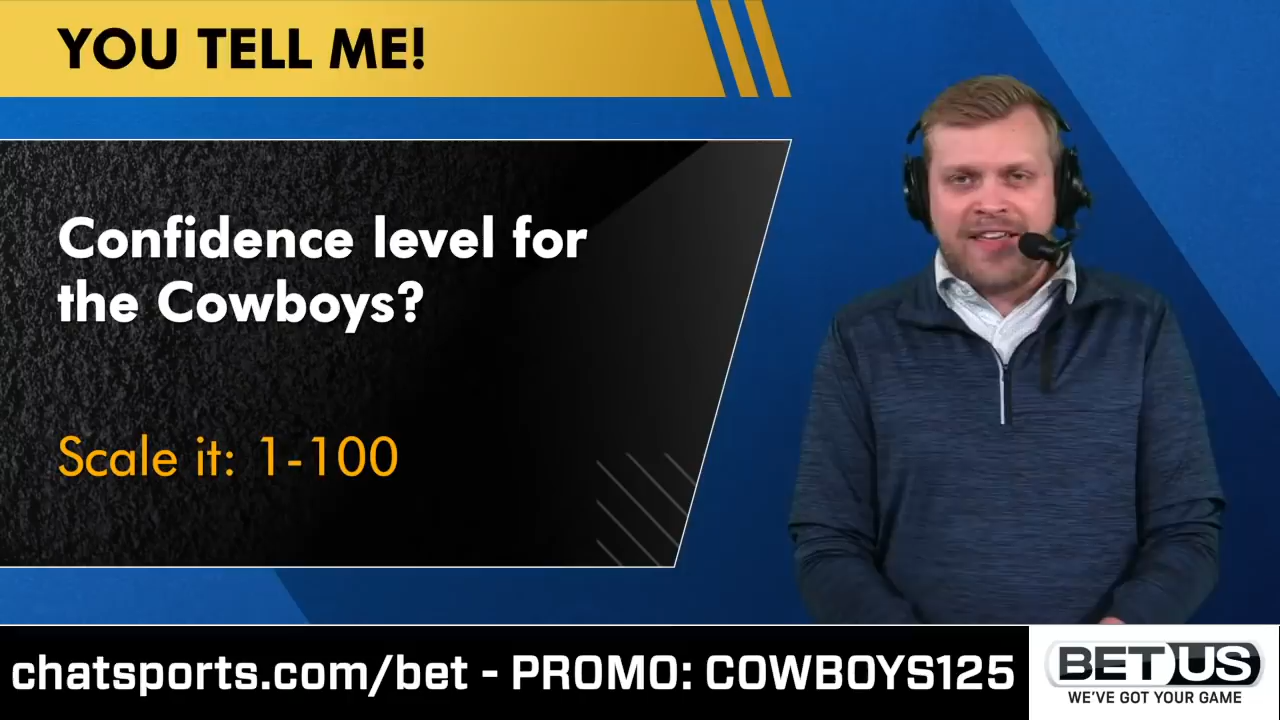 YOU TELL ME!
Confidence level for
the Cowboys?
Scale it: 1-100
chatsports.com/bet - PROMO: COWBOYS125
BETUS
WE'VE GOT YOUR GAME